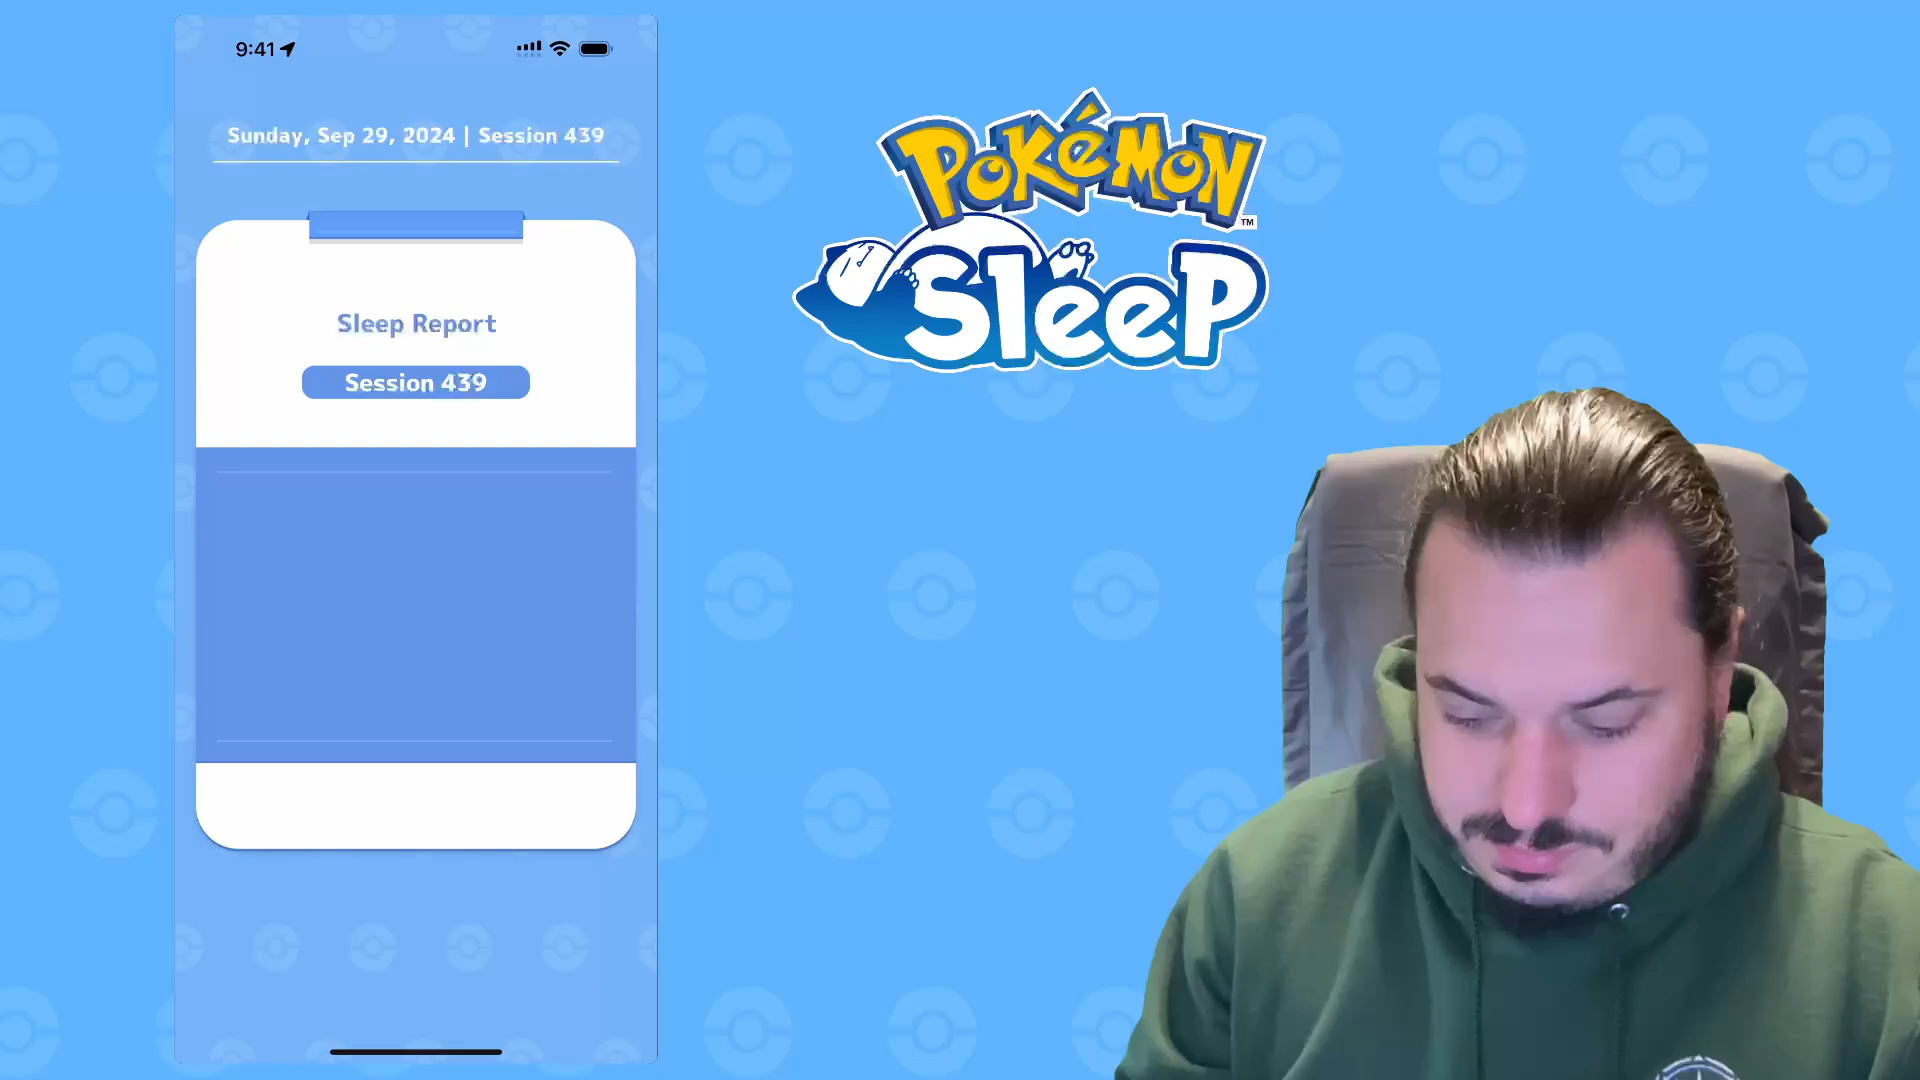 9:41
Sunday, Sep 29, 2024 | Session 439
Sleep Report
Session 439
POKéMON
TM
Sleep